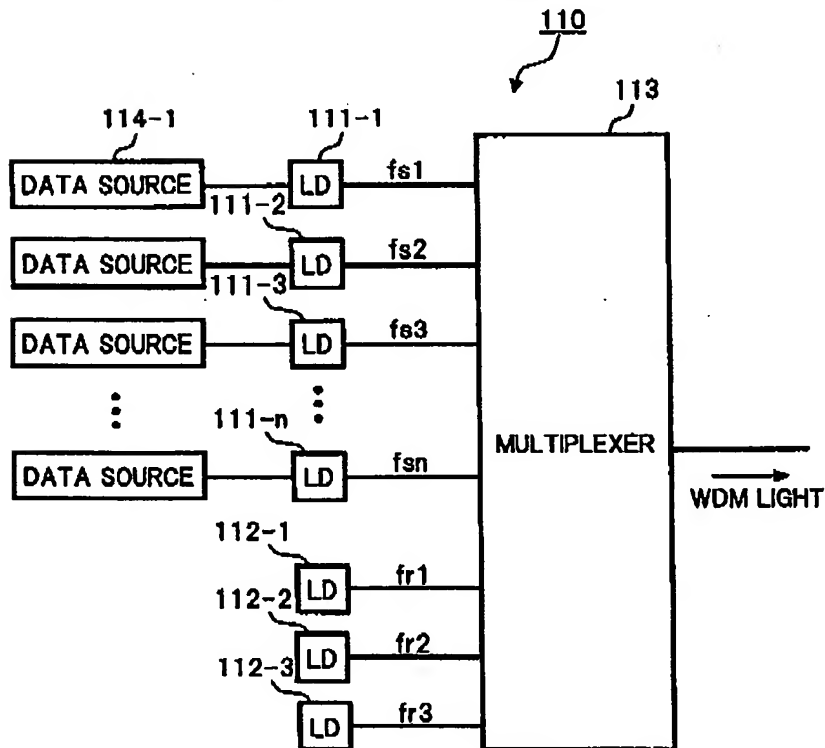 110
113
114-1 111-1
DATA SOURCE LD fs1
111-2
DATA SOURCE LD fs2
111-3
DATA SOURCE LD fs3
111-n
DATA SOURCE LD fsn
MULTIPLEXER
WDM LIGHT
112-1
LD fr1
112-2
LD fr2
112-3
LD fr3